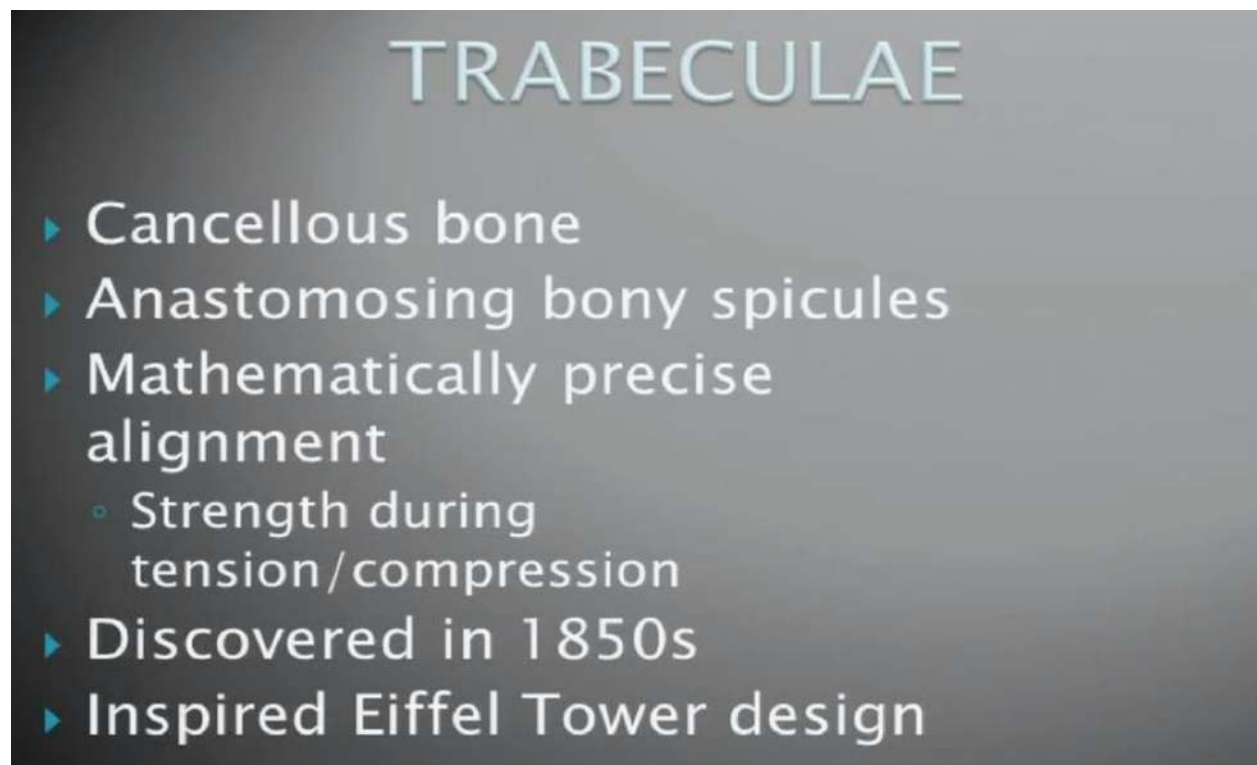 TRABECULAE
Cancellous bone
Anastomosing bony spicules
Mathematically precise
alignment
Strength during
tension/compression
Discovered in 1850s
Inspired Eiffel Tower design